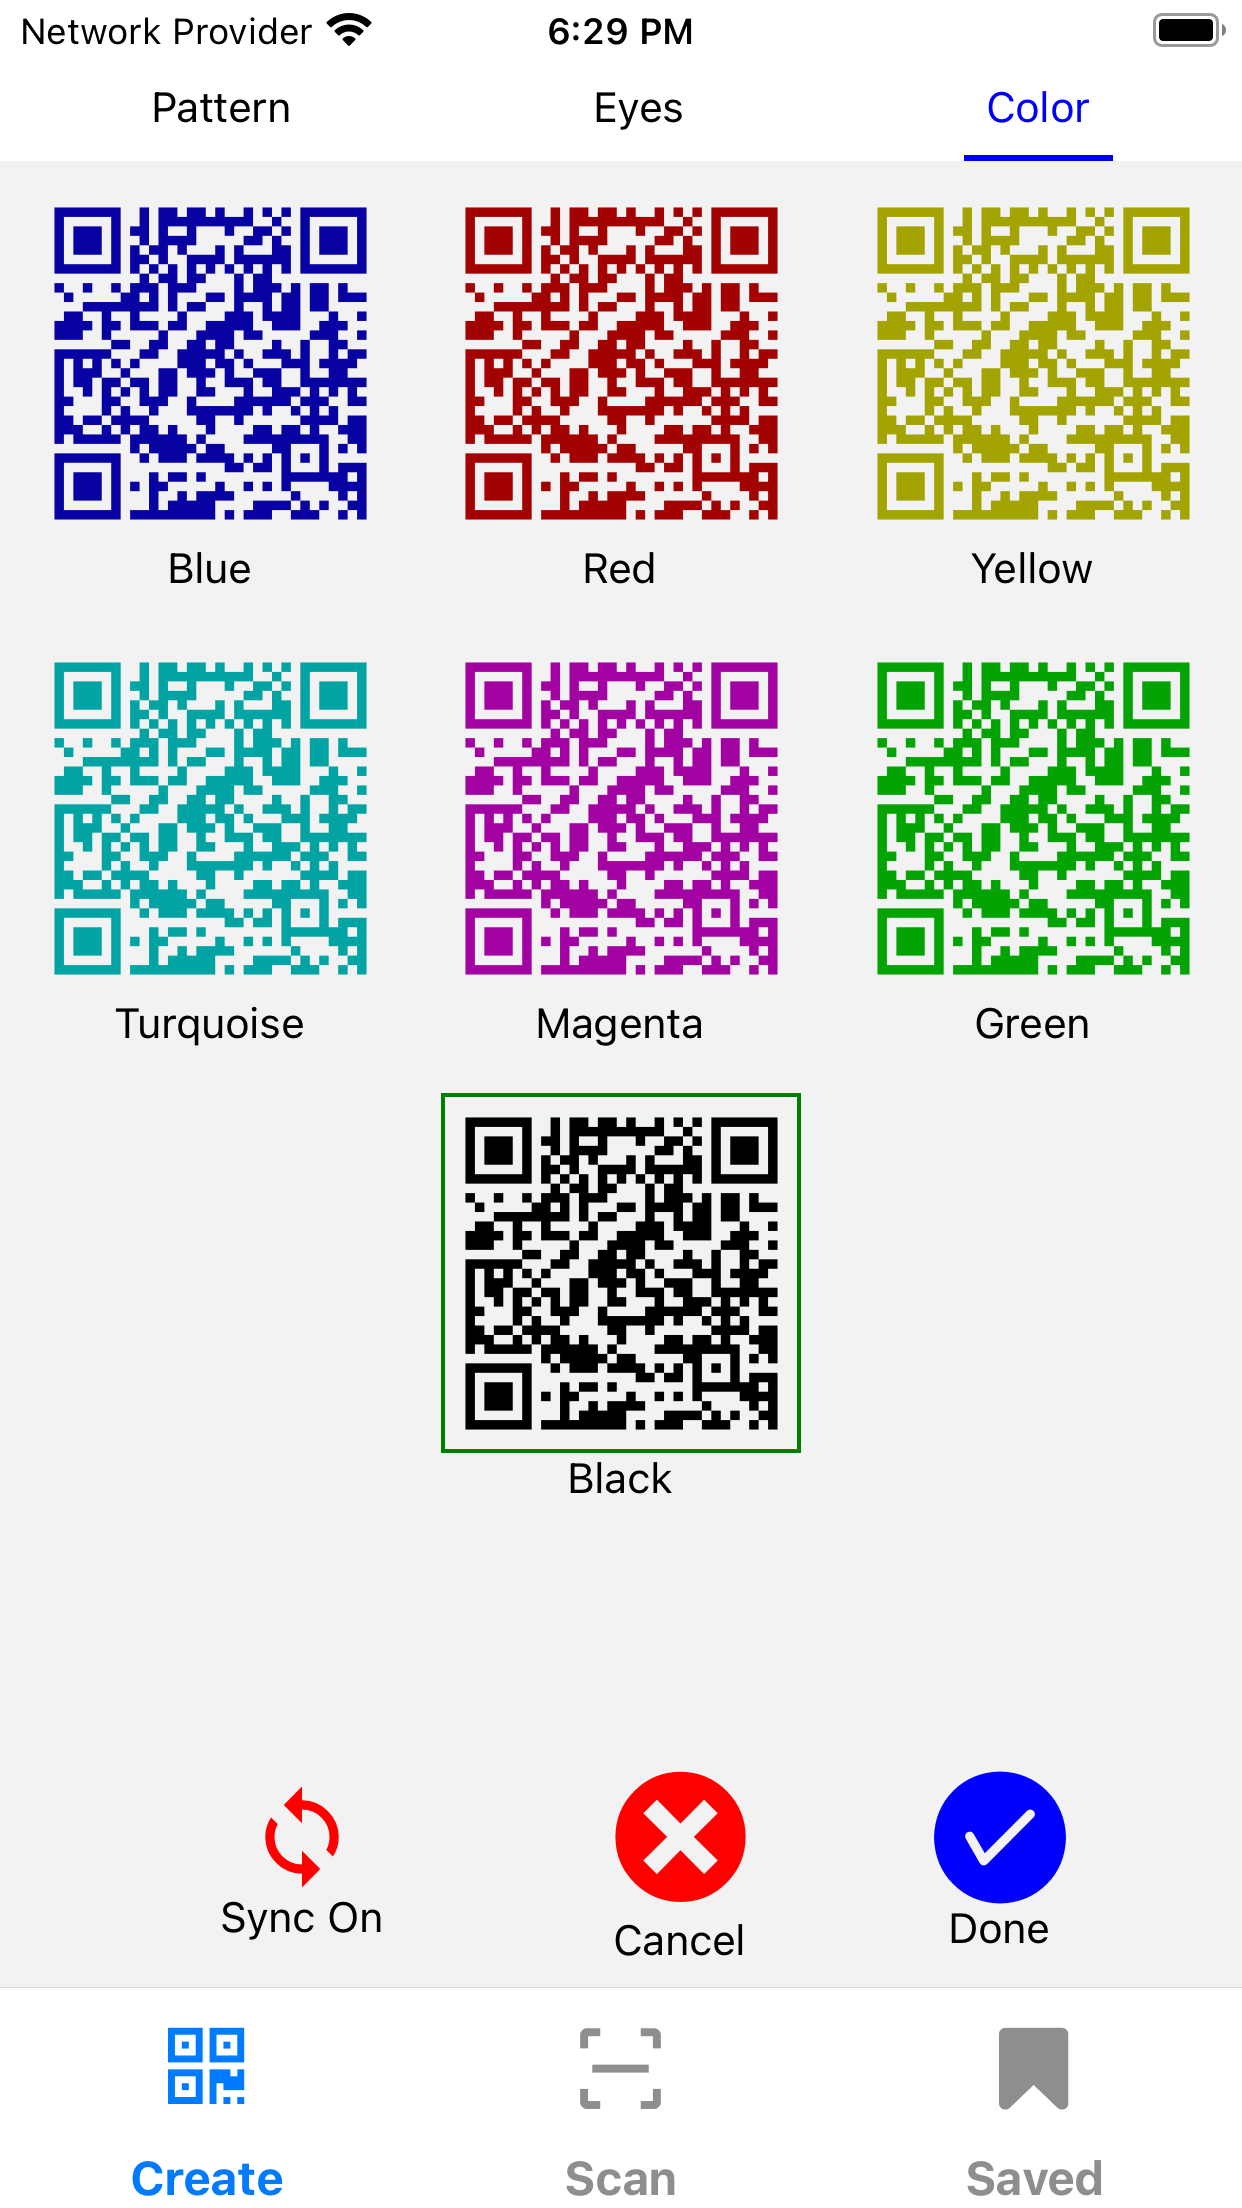 Network Provider 6:29 PM
Pattern Eyes Color
Blue Red Yellow
Turquoise Magenta Green
Black
Sync On Cancel Done
Create Scan Saved